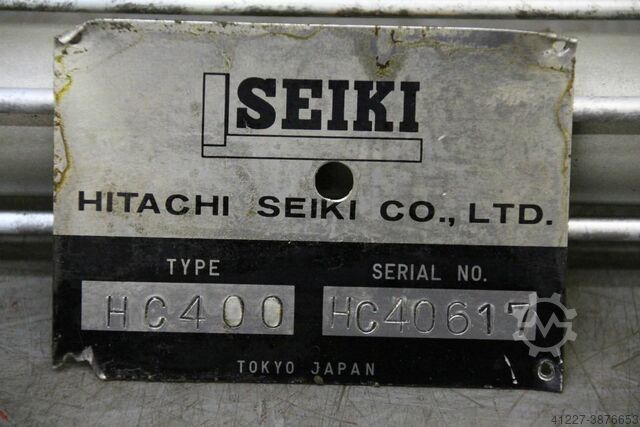 SEIKI
HITACHI SEIKI CO., LTD.
TYPE SERIAL NO.
HC400 HC40617
TOKYO JAPAN
41227-3876653